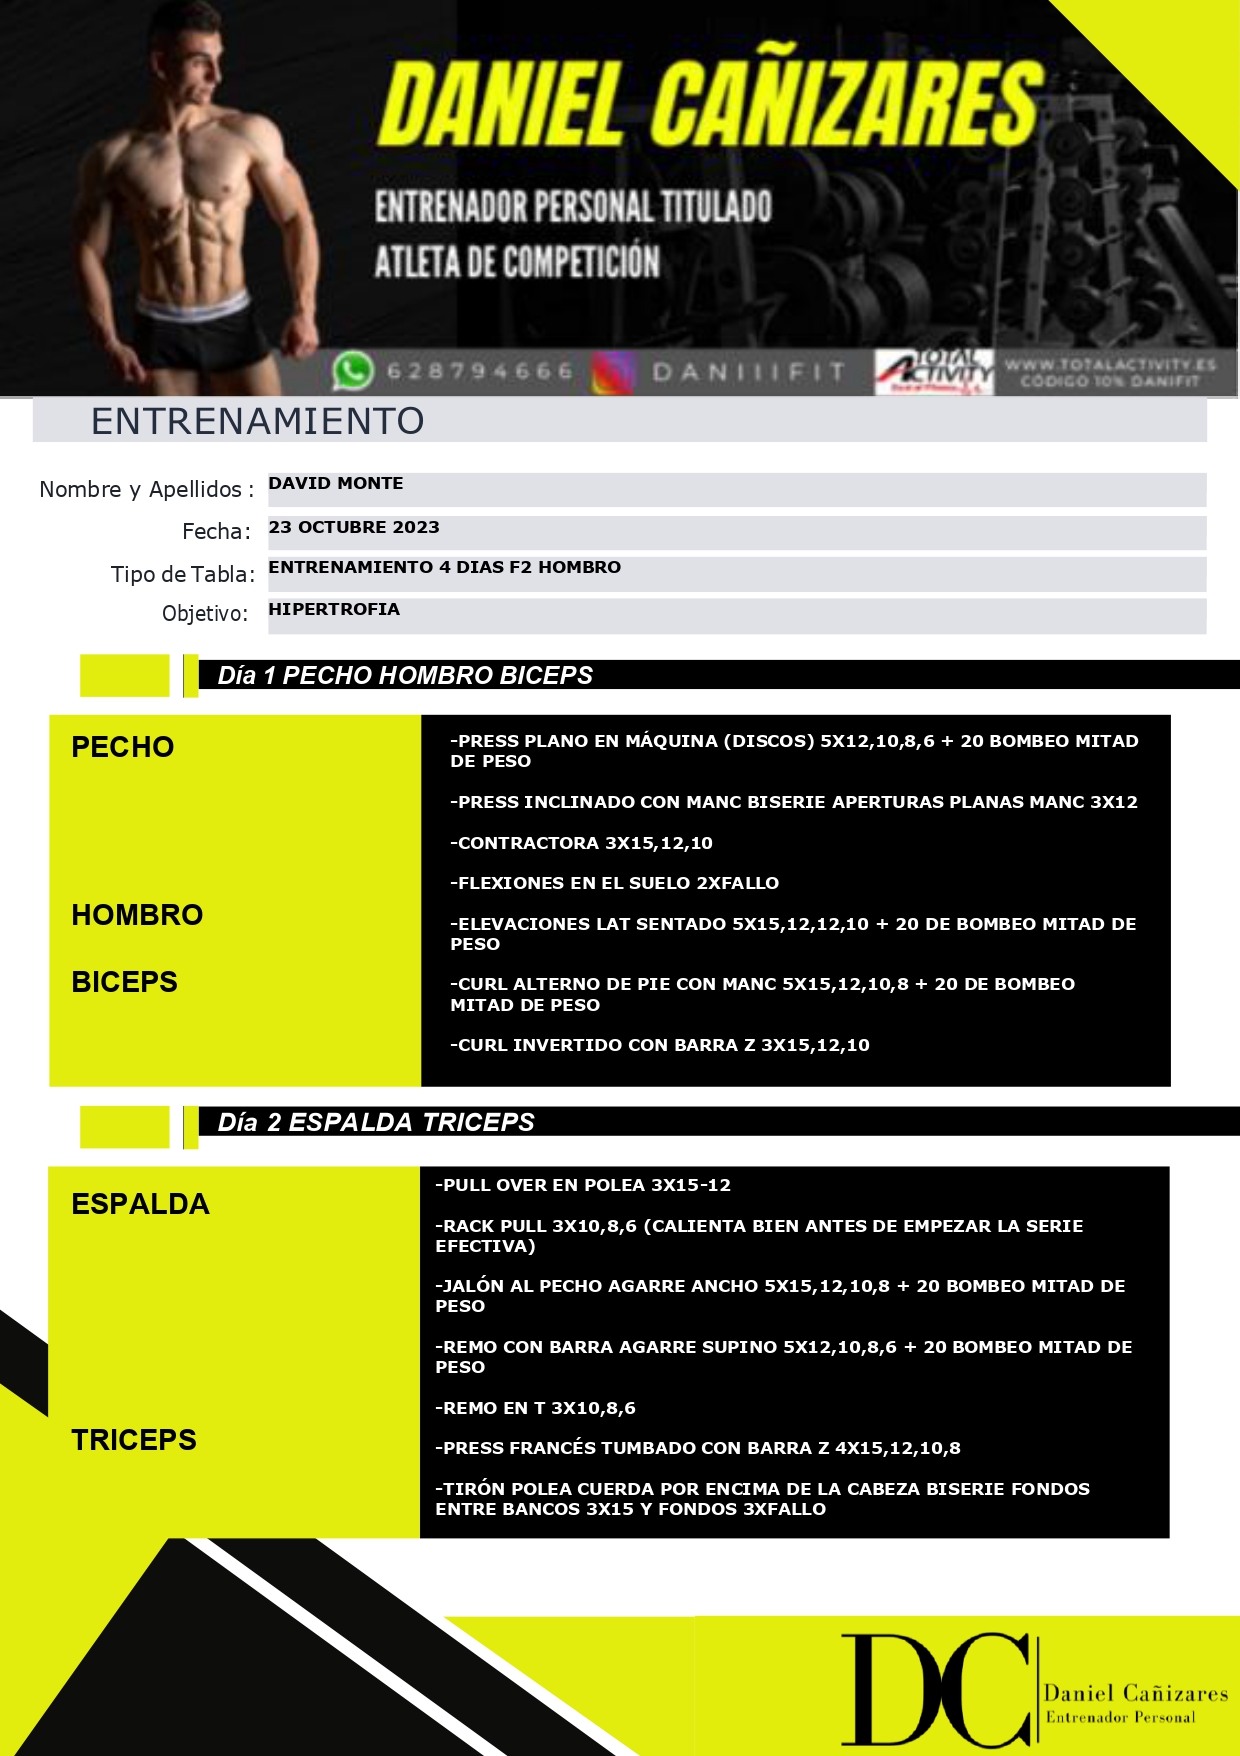 DANIEL CAÑIZARES
ENTRENADOR PERSONAL TITULADO
ATLETA DE COMPETICIÓN
628794666
DANIIIFIT
TOTAL
ACTIVITY
WWW.TOTALACTIVITY.ES
CÓDIGO 10% DANIFIT
ENTRENAMIENTO
Nombre y Apellidos : DAVID MONTE
Fecha: 23 OCTUBRE 2023
Tipo de Tabla: ENTRENAMIENTO 4 DIAS F2 HOMBRO
Objetivo: HIPERTROFIA
Día 1 PECHO HOMBRO BICEPS
PECHO
-PRESS PLANO EN MÁQUINA (DISCOS) 5X12,10,8,6 + 20 BOMBEO MITAD
DE PESO
-PRESS INCLINADO CON MANC BISERIE APERTURAS PLANAS MANC 3X12
-CONTRACTORA 3X15,12,10
-FLEXIONES EN EL SUELO 2XFALLO
HOMBRO
-ELEVACIONES LAT SENTADO 5X15,12,12,10 + 20 DE BOMBEO MITAD DE
PESO
BICEPS
-CURL ALTERNO DE PIE CON MANC 5X15,12,10,8 + 20 DE BOMBEO
MITAD DE PESO
-CURL INVERTIDO CON BARRA Z 3X15,12,10
Día 2 ESPALDA TRICEPS
ESPALDA
-PULL OVER EN POLEA 3X15-12
-RACK PULL 3X10,8,6 (CALIENTA BIEN ANTES DE EMPEZAR LA SERIE
EFECTIVA)
-JALÓN AL PECHO AGARRE ANCHO 5X15,12,10,8 + 20 BOMBEO MITAD DE
PESO
-REMO CON BARRA AGARRE SUPINO 5X12,10,8,6 + 20 BOMBEO MITAD DE
PESO
-REMO EN T 3X10,8,6
TRICEPS
-PRESS FRANCÉS TUMBADO CON BARRA Z 4X15,12,10,8
-TIRÓN POLEA CUERDA POR ENCIMA DE LA CABEZA BISERIE FONDOS
ENTRE BANCOS 3X15 Y FONDOS 3XFALLO
DC
Daniel Cañizares
Entrenador Personal